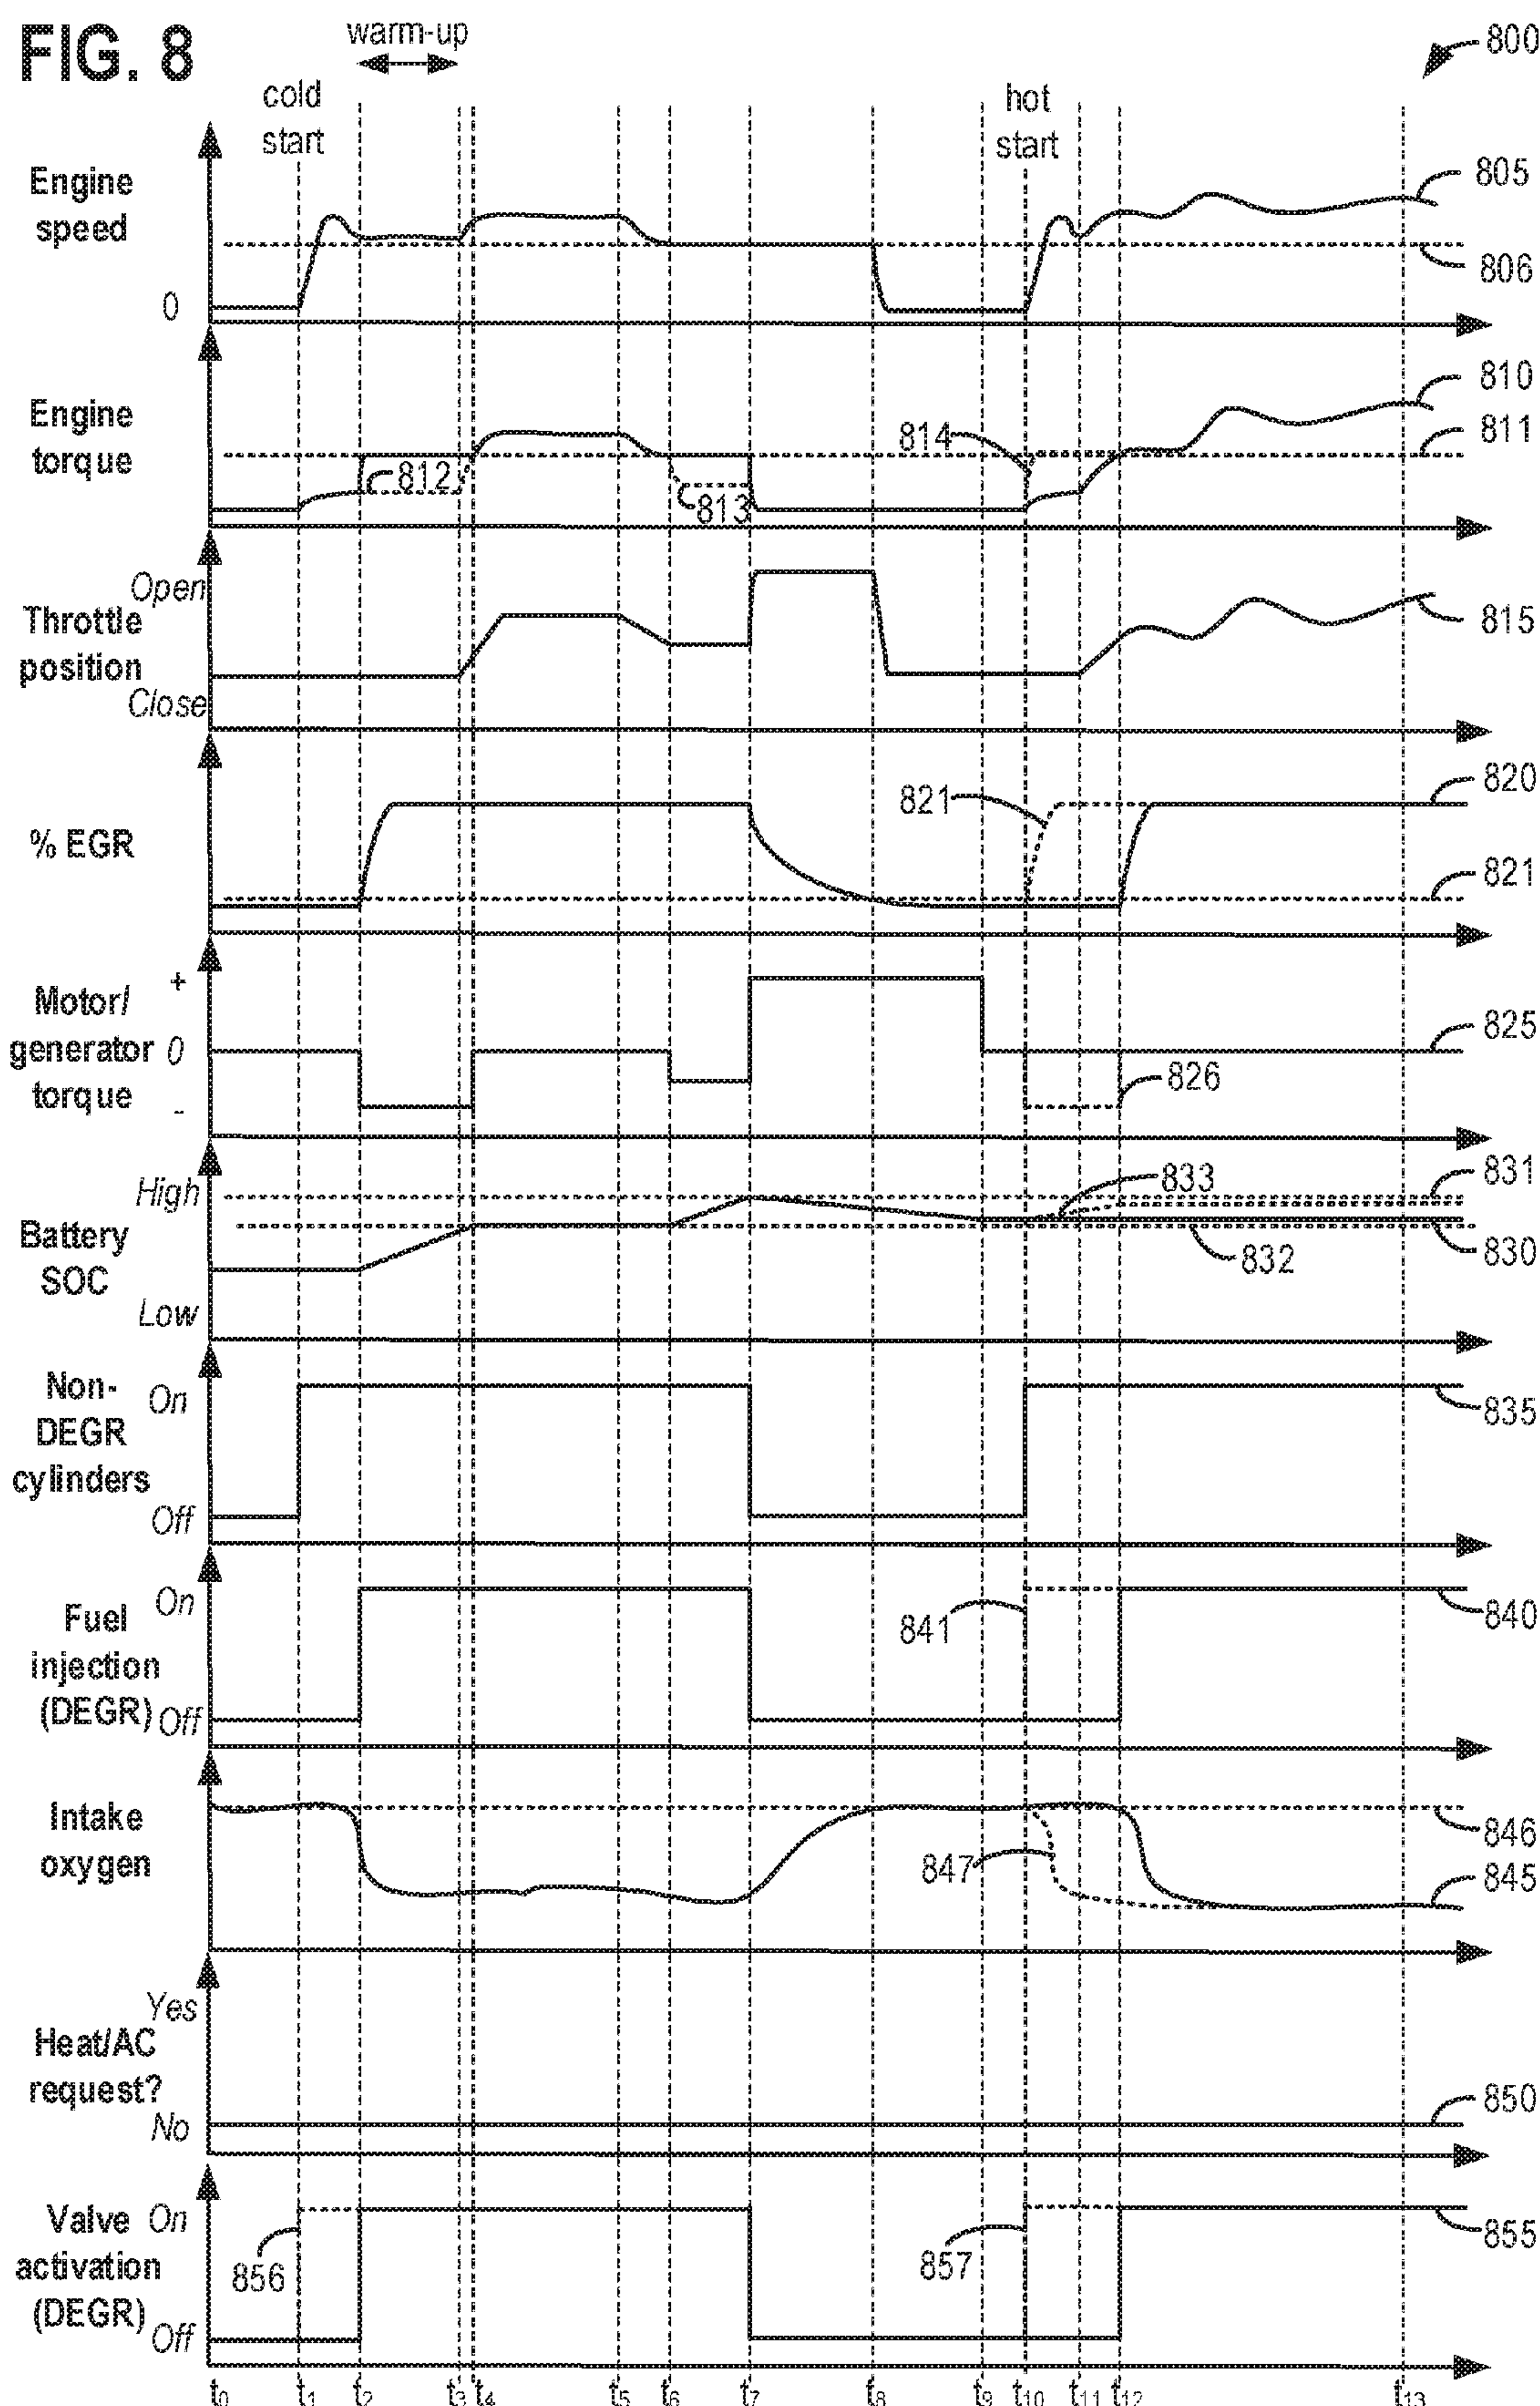 FIG. 8
warm-up
800
cold
start
hot
start
Engine
speed
0
805
806
Engine
torque
810
811
812
813
814
Throttle
position
Open
Close
815
% EGR
821
820
821
Motor/
generator
torque
+
0
-
825
826
Battery
SOC
High
Low
833
831
832
830
Non-
DEGR
cylinders
On
Off
835
Fuel
injection
(DEGR)
On
Off
841
840
Intake
oxygen
846
847
845
Heat/AC
request?
Yes
No
850
Valve
activation
(DEGR)
On
Off
856
857
855
t0 t1 t2 t3 t4 t5 t6 t7 t8 t9 t10 t11 t12 t13